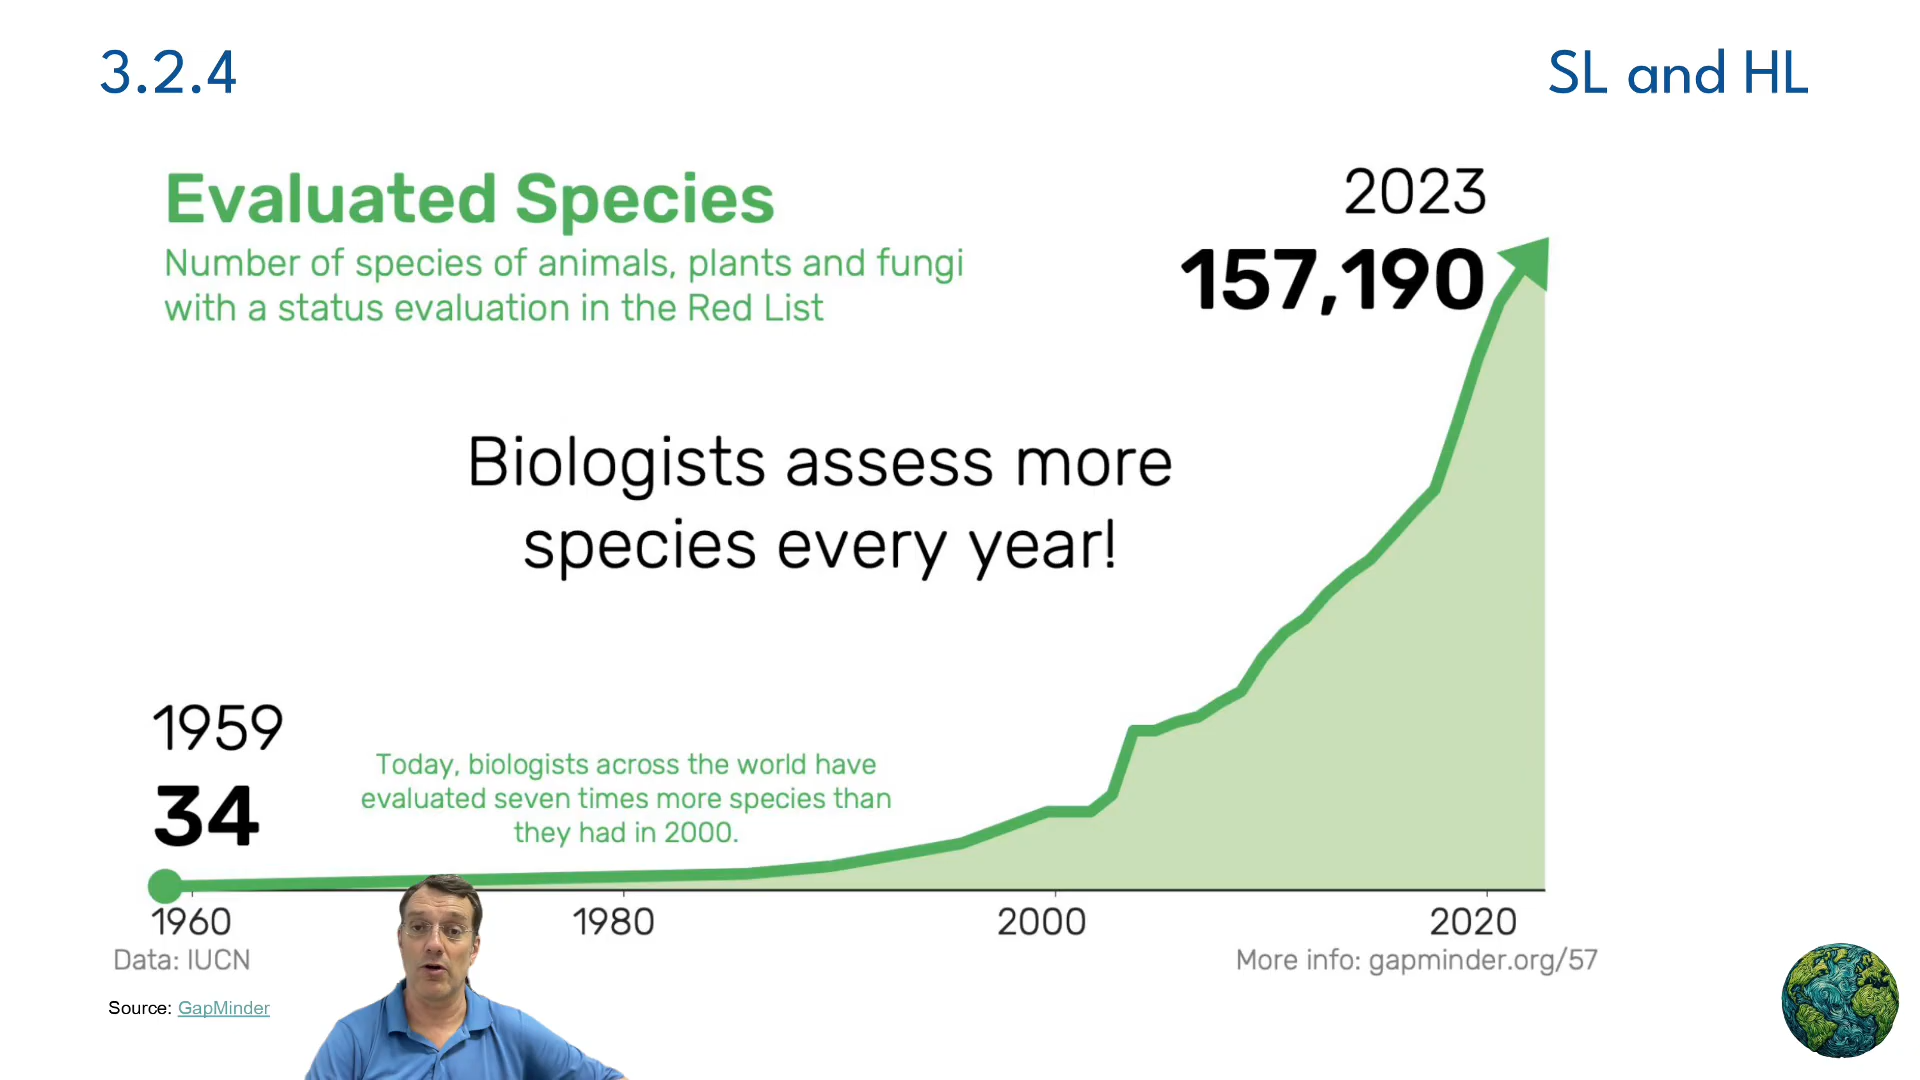 3.2.4
SL and HL
Evaluated Species
Number of species of animals, plants and fungi
with a status evaluation in the Red List
2023
157,190
Biologists assess more
species every year!
1959
34
Today, biologists across the world have
evaluated seven times more species than
they had in 2000.
1960 1980 2000 2020
Data: IUCN
More info: gapminder.org/57
Source: GapMinder